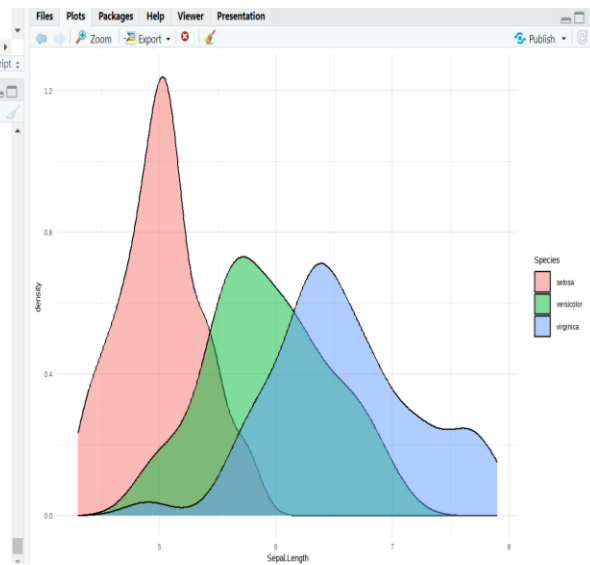 Files Plots Packages Help Viewer Presentation
Zoom Export Publish
ript
1.2
0.8
0.4
0.0
density
5 6 7 8
Sepal.Length
Species
setosa
versicolor
virginica